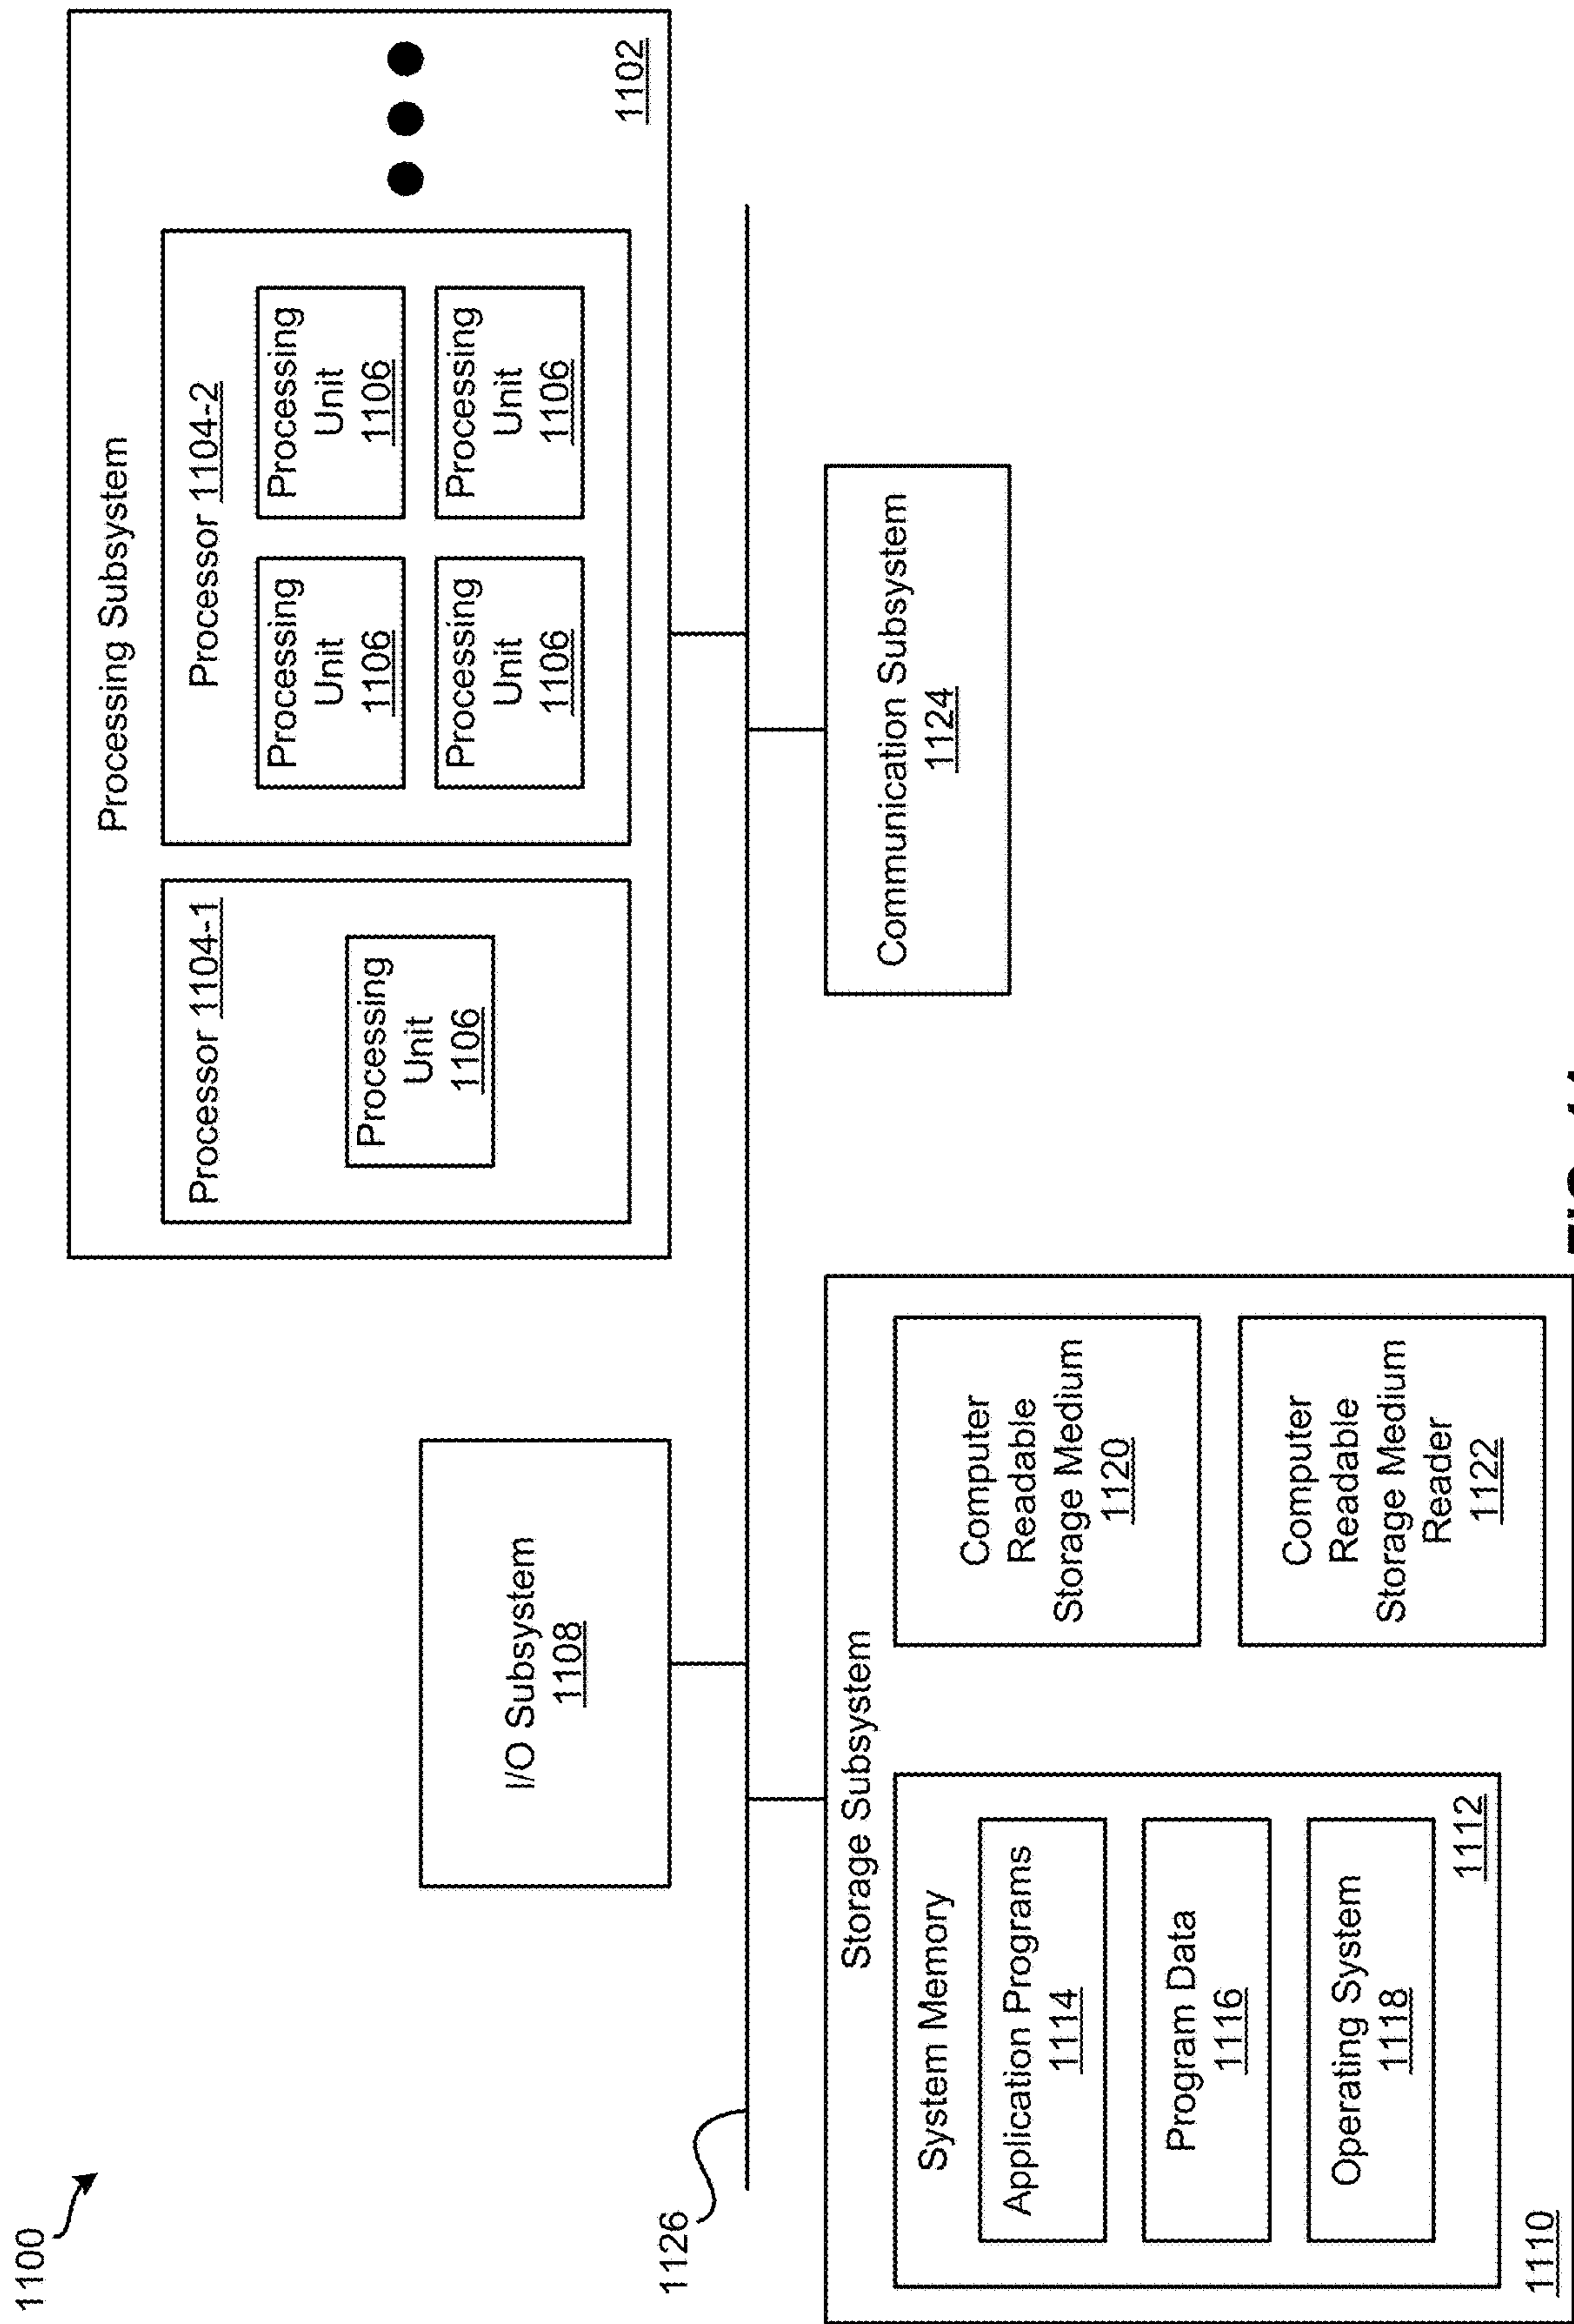 1100
Processing Subsystem
Processor 1104-1
Processing
Unit
1106
Processor 1104-2
Processing
Unit
1106
Processing
Unit
1106
Processing
Unit
1106
Processing
Unit
1106
1102
I/O Subsystem
1108
1126
Communication Subsystem
1124
Storage Subsystem
System Memory
Application Programs
1114
Program Data
1116
Operating System
1118
1112
Computer
Readable
Storage Medium
1120
Computer
Readable
Storage Medium
Reader
1122
1110